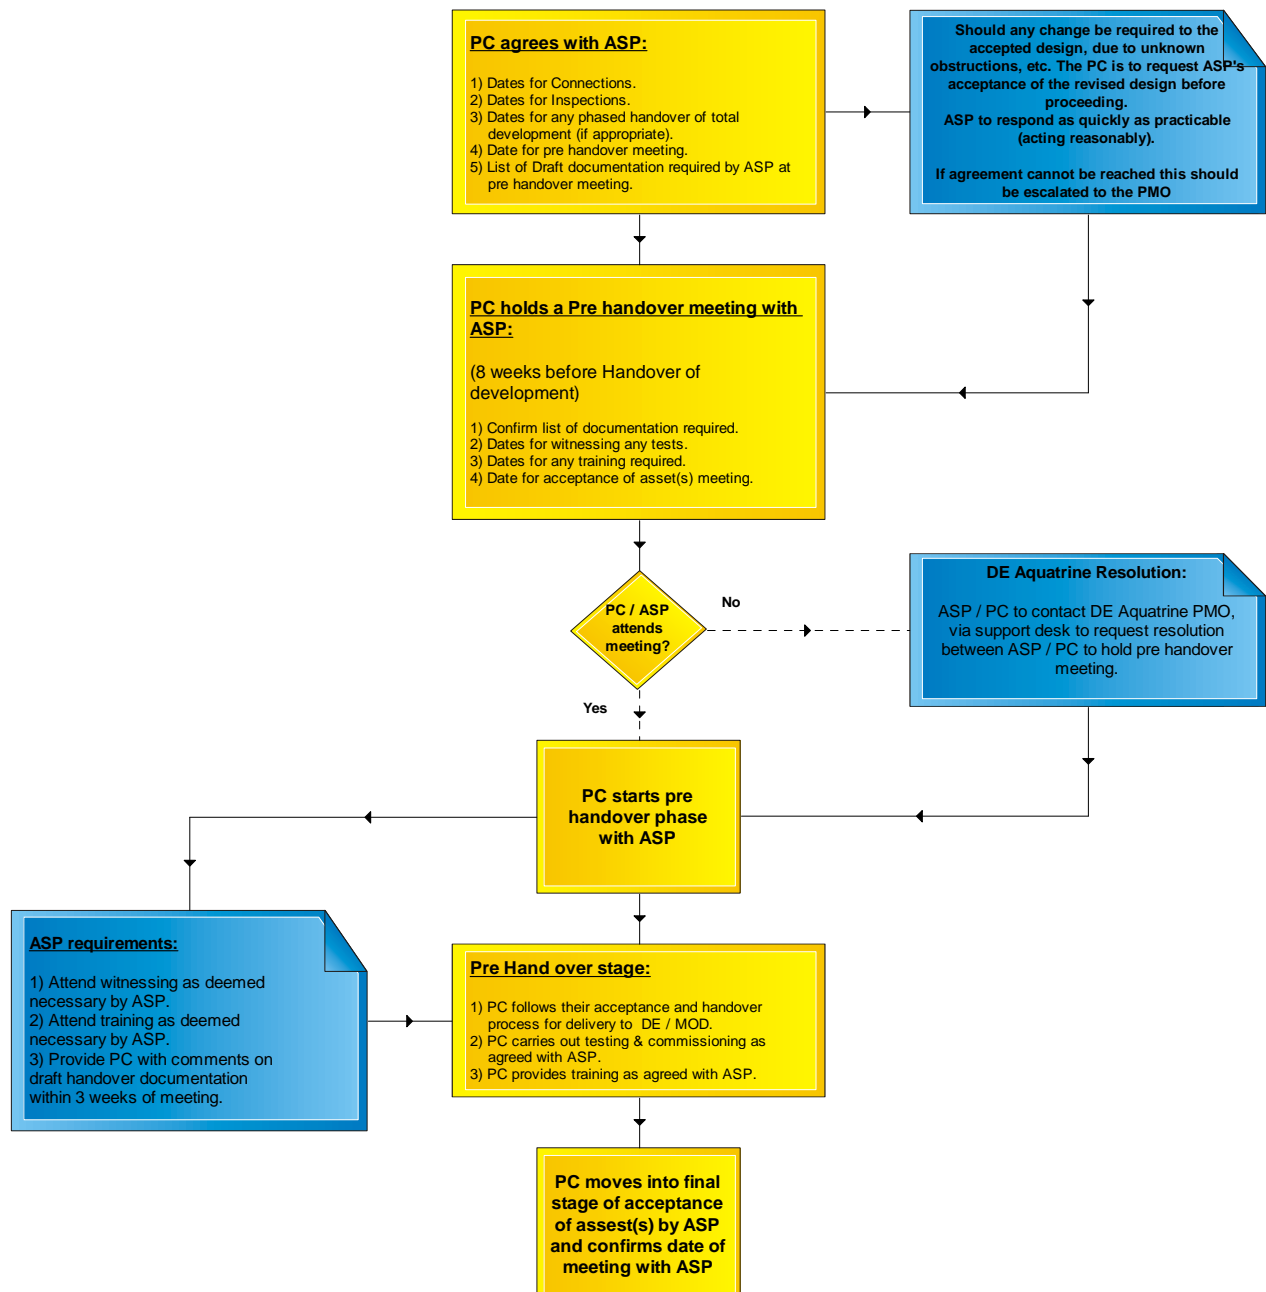 PC agrees with ASP:
1) Dates for Connections.
2) Dates for Inspections.
3) Dates for any phased handover of total
development (if appropriate).
4) Date for pre handover meeting.
5) List of Draft documentation required by ASP at
pre handover meeting.
Should any change be required to the
accepted design, due to unknown
obstructions, etc. The PC is to request ASP's
acceptance of the revised design before
proceeding.
ASP to respond as quickly as practicable
(acting reasonably).
If agreement cannot be reached this should
be escalated to the PMO
PC holds a Pre handover meeting with
ASP:
(8 weeks before Handover of
development)
1) Confirm list of documentation required.
2) Dates for witnessing any tests.
3) Dates for any training required.
4) Date for acceptance of asset(s) meeting.
PC / ASP
attends
meeting?
No
Yes
DE Aquatrine Resolution:
ASP / PC to contact DE Aquatrine PMO,
via support desk to request resolution
between ASP / PC to hold pre handover
meeting.
PC starts pre
handover phase
with ASP
ASP requirements:
1) Attend witnessing as deemed
necessary by ASP.
2) Attend training as deemed
necessary by ASP.
3) Provide PC with comments on
draft handover documentation
within 3 weeks of meeting.
Pre Hand over stage:
1) PC follows their acceptance and handover
process for delivery to DE / MOD.
2) PC carries out testing & commissioning as
agreed with ASP.
3) PC provides training as agreed with ASP.
PC moves into final
stage of acceptance
of assest(s) by ASP
and confirms date of
meeting with ASP